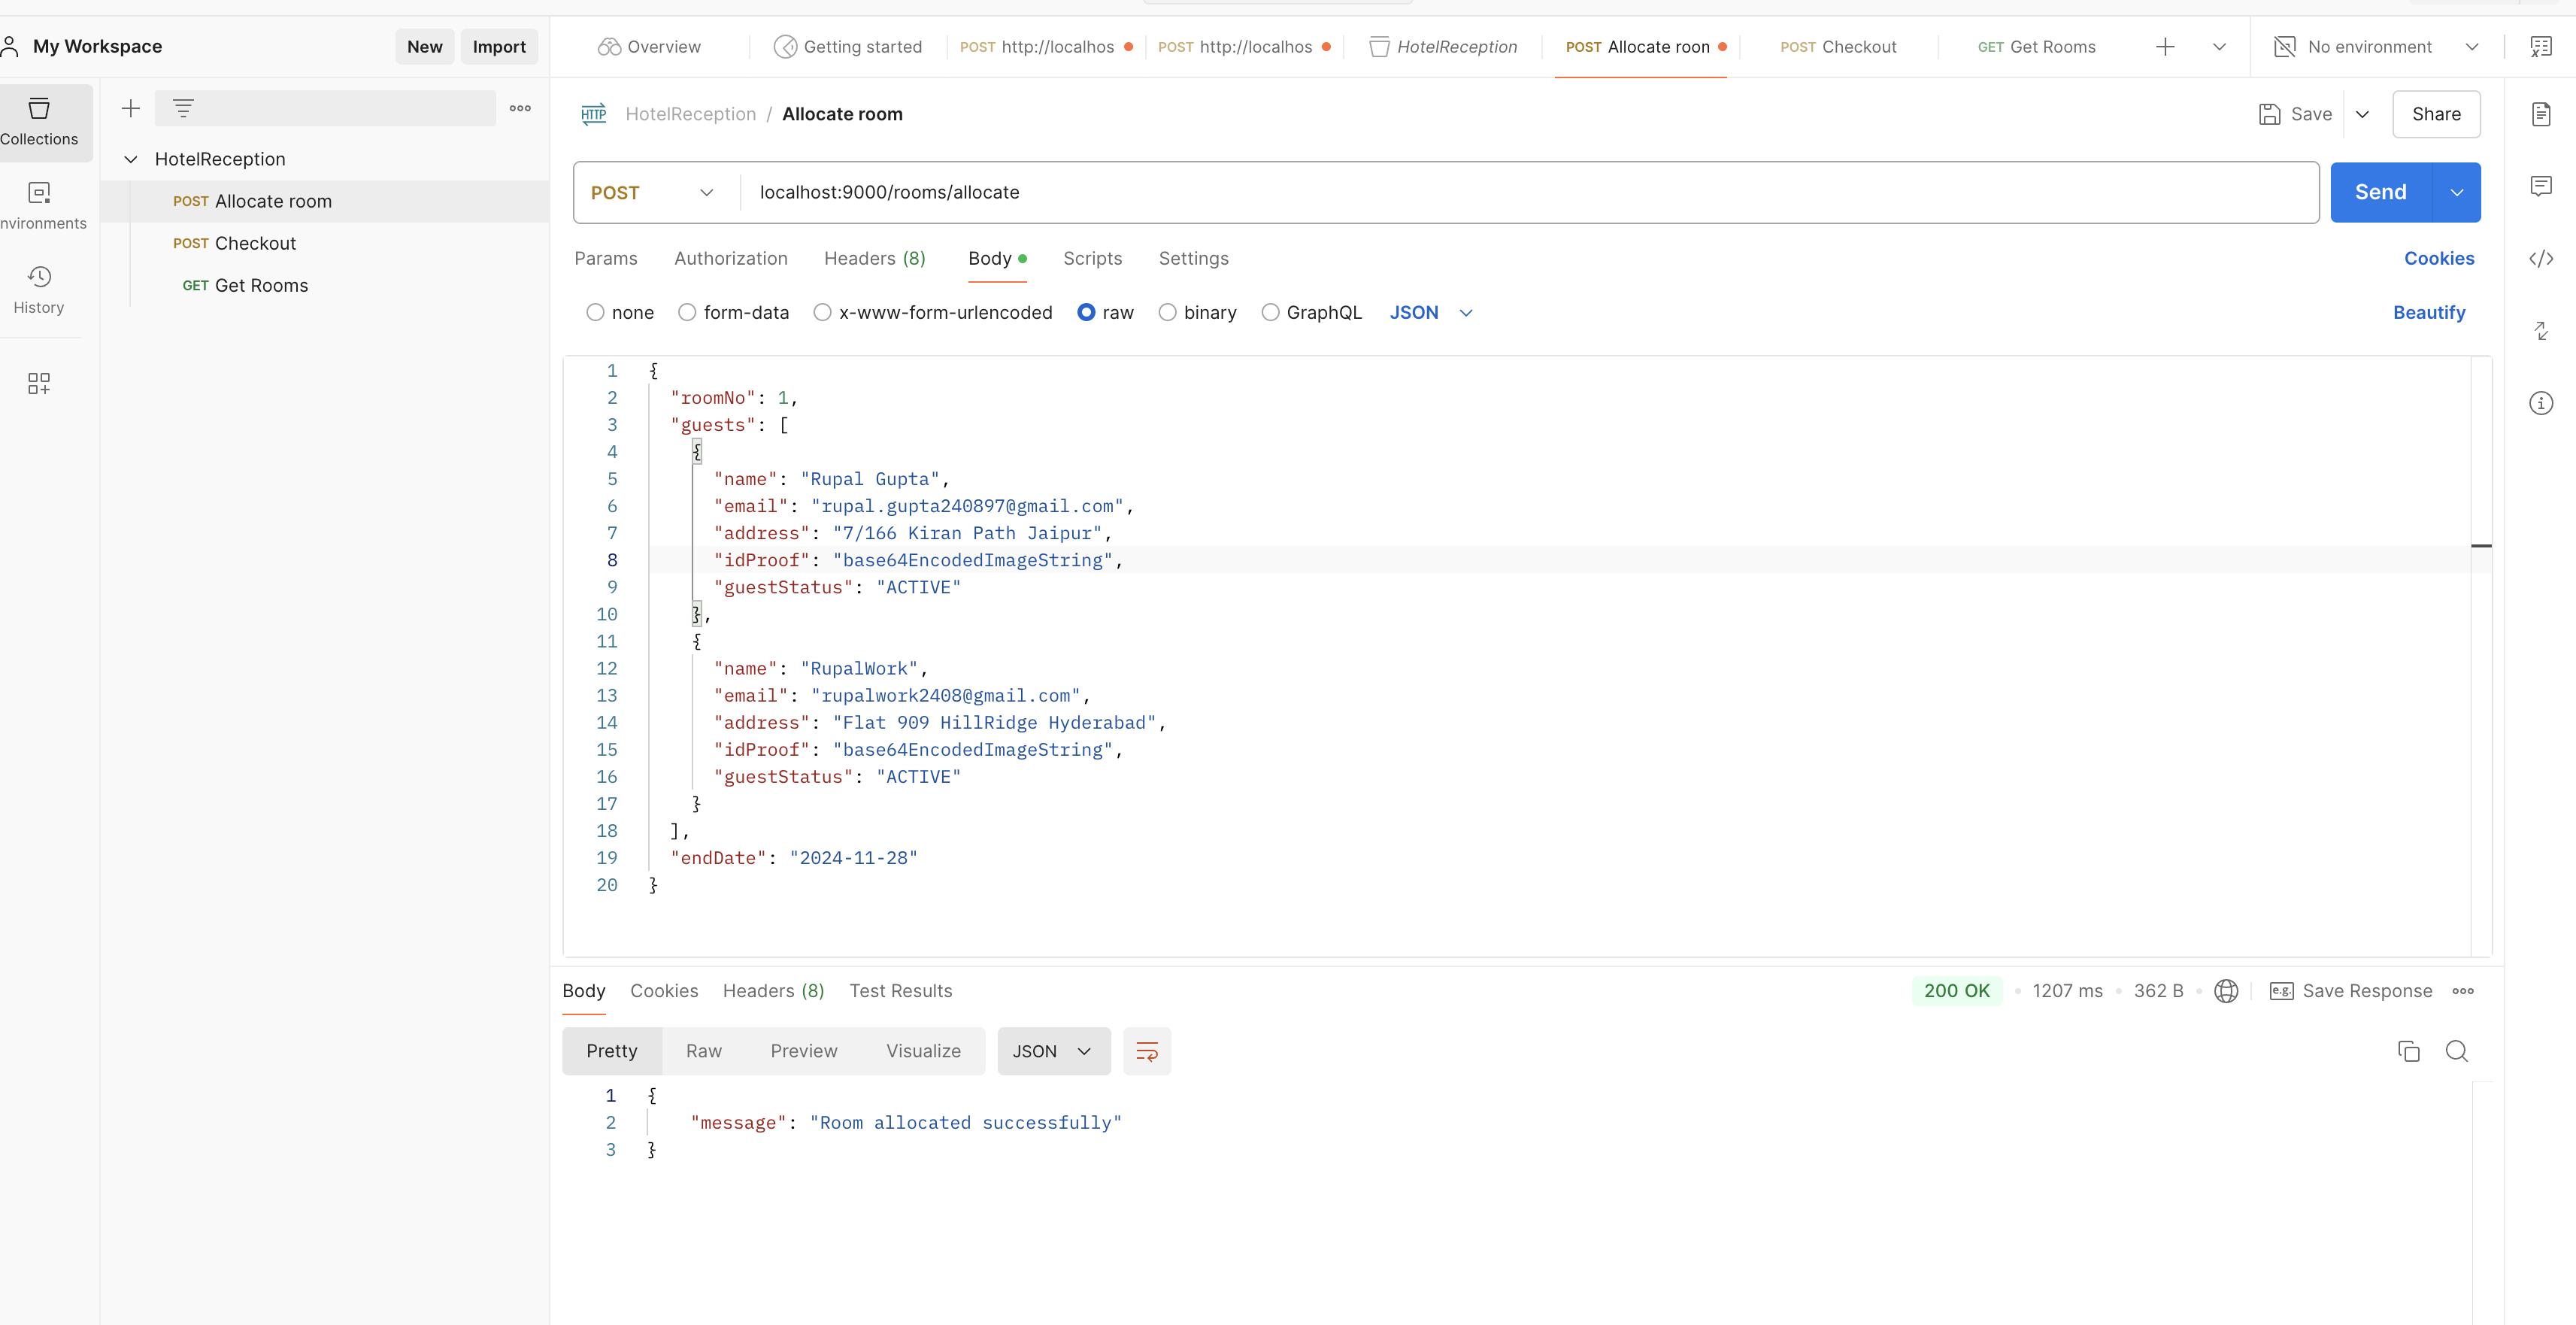 My Workspace
New
Import
Overview
Getting started
POST http://localhos
POST http://localhos
HotelReception
POST Allocate roon
POST Checkout
GET Get Rooms
No environment
Collections
nvironments
History
HotelReception
POST Allocate room
POST Checkout
GET Get Rooms
HTTP HotelReception / Allocate room
Save
Share
POST
localhost:9000/rooms/allocate
Send
Params
Authorization
Headers (8)
Body
Scripts
Settings
Cookies
none
form-data
x-www-form-urlencoded
raw
binary
GraphQL
JSON
Beautify
1 {
2 "roomNo": 1,
3 "guests": [
4 {
5 "name": "Rupal Gupta",
6 "email": "rupal.gupta240897@gmail.com",
7 "address": "7/166 Kiran Path Jaipur",
8 "idProof": "base64EncodedImageString",
9 "guestStatus": "ACTIVE"
10 },
11 {
12 "name": "RupalWork",
13 "email": "rupalwork2408@gmail.com",
14 "address": "Flat 909 HillRidge Hyderabad",
15 "idProof": "base64EncodedImageString",
16 "guestStatus": "ACTIVE"
17 }
18 ],
19 "endDate": "2024-11-28"
20 }
Body
Cookies
Headers (8)
Test Results
200 OK
1207 ms
362 B
e.g. Save Response
Pretty
Raw
Preview
Visualize
JSON
1 {
2 "message": "Room allocated successfully"
3 }